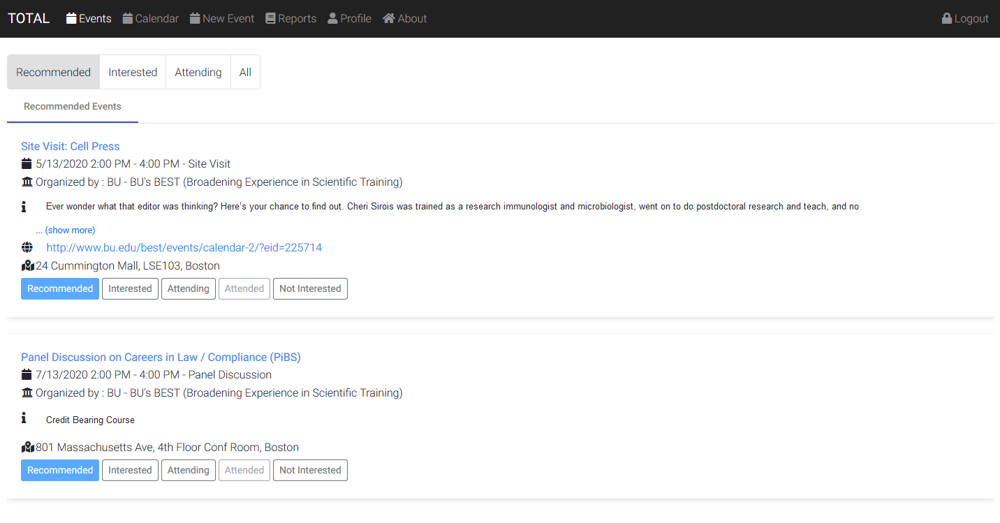 TOTAL Events Calendar New Event Reports Profile About Logout
Recommended Interested Attending All
Recommended Events
Site Visit: Cell Press
5/13/2020 2:00 PM - 4:00 PM - Site Visit
Organized by : BU - BU's BEST (Broadening Experience in Scientific Training)
Ever wonder what that editor was thinking? Here's your chance to find out. Cheri Sirois was trained as a research immunologist and microbiologist, went on to do postdoctoral research and teach, and no
... (show more)
http://www.bu.edu/best/events/calendar-2/?eid=225714
24 Cummington Mall, LSE103, Boston
Recommended Interested Attending Attended Not Interested
Panel Discussion on Careers in Law / Compliance (PiBS)
7/13/2020 2:00 PM - 4:00 PM - Panel Discussion
Organized by : BU - BU's BEST (Broadening Experience in Scientific Training)
Credit Bearing Course
801 Massachusetts Ave, 4th Floor Conf Room, Boston
Recommended Interested Attending Attended Not Interested